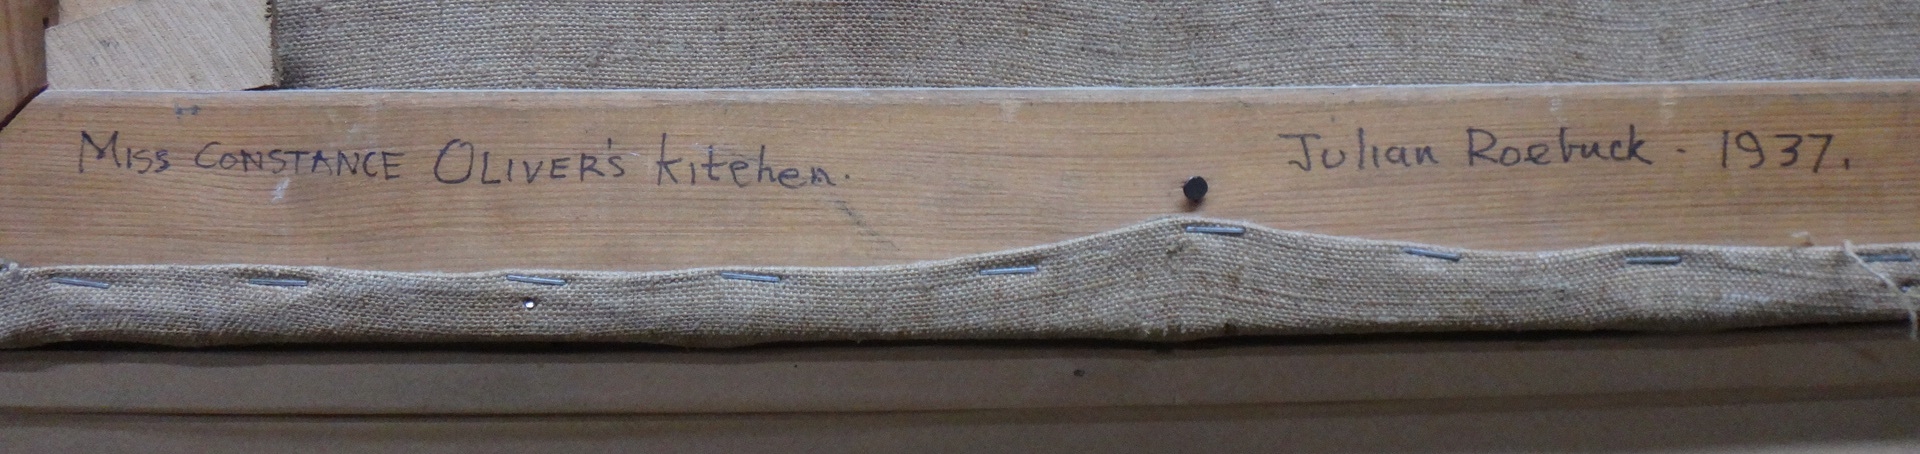 Miss CONSTANCE OLIVER's kitchen. Julian Roebuck - 1937.